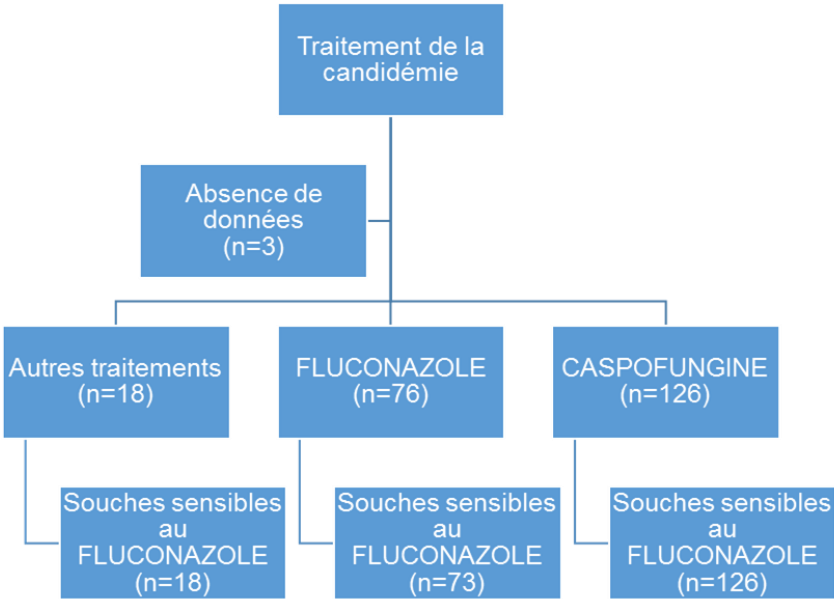 Traitement de la
candidémie
Absence de
données
(n=3)
Autres traitements
(n=18)
FLUCONAZOLE
(n=76)
CASPOFUNGINE
(n=126)
Souches sensibles
au
FLUCONAZOLE
(n=18)
Souches sensibles
au
FLUCONAZOLE
(n=73)
Souches sensibles
au
FLUCONAZOLE
(n=126)